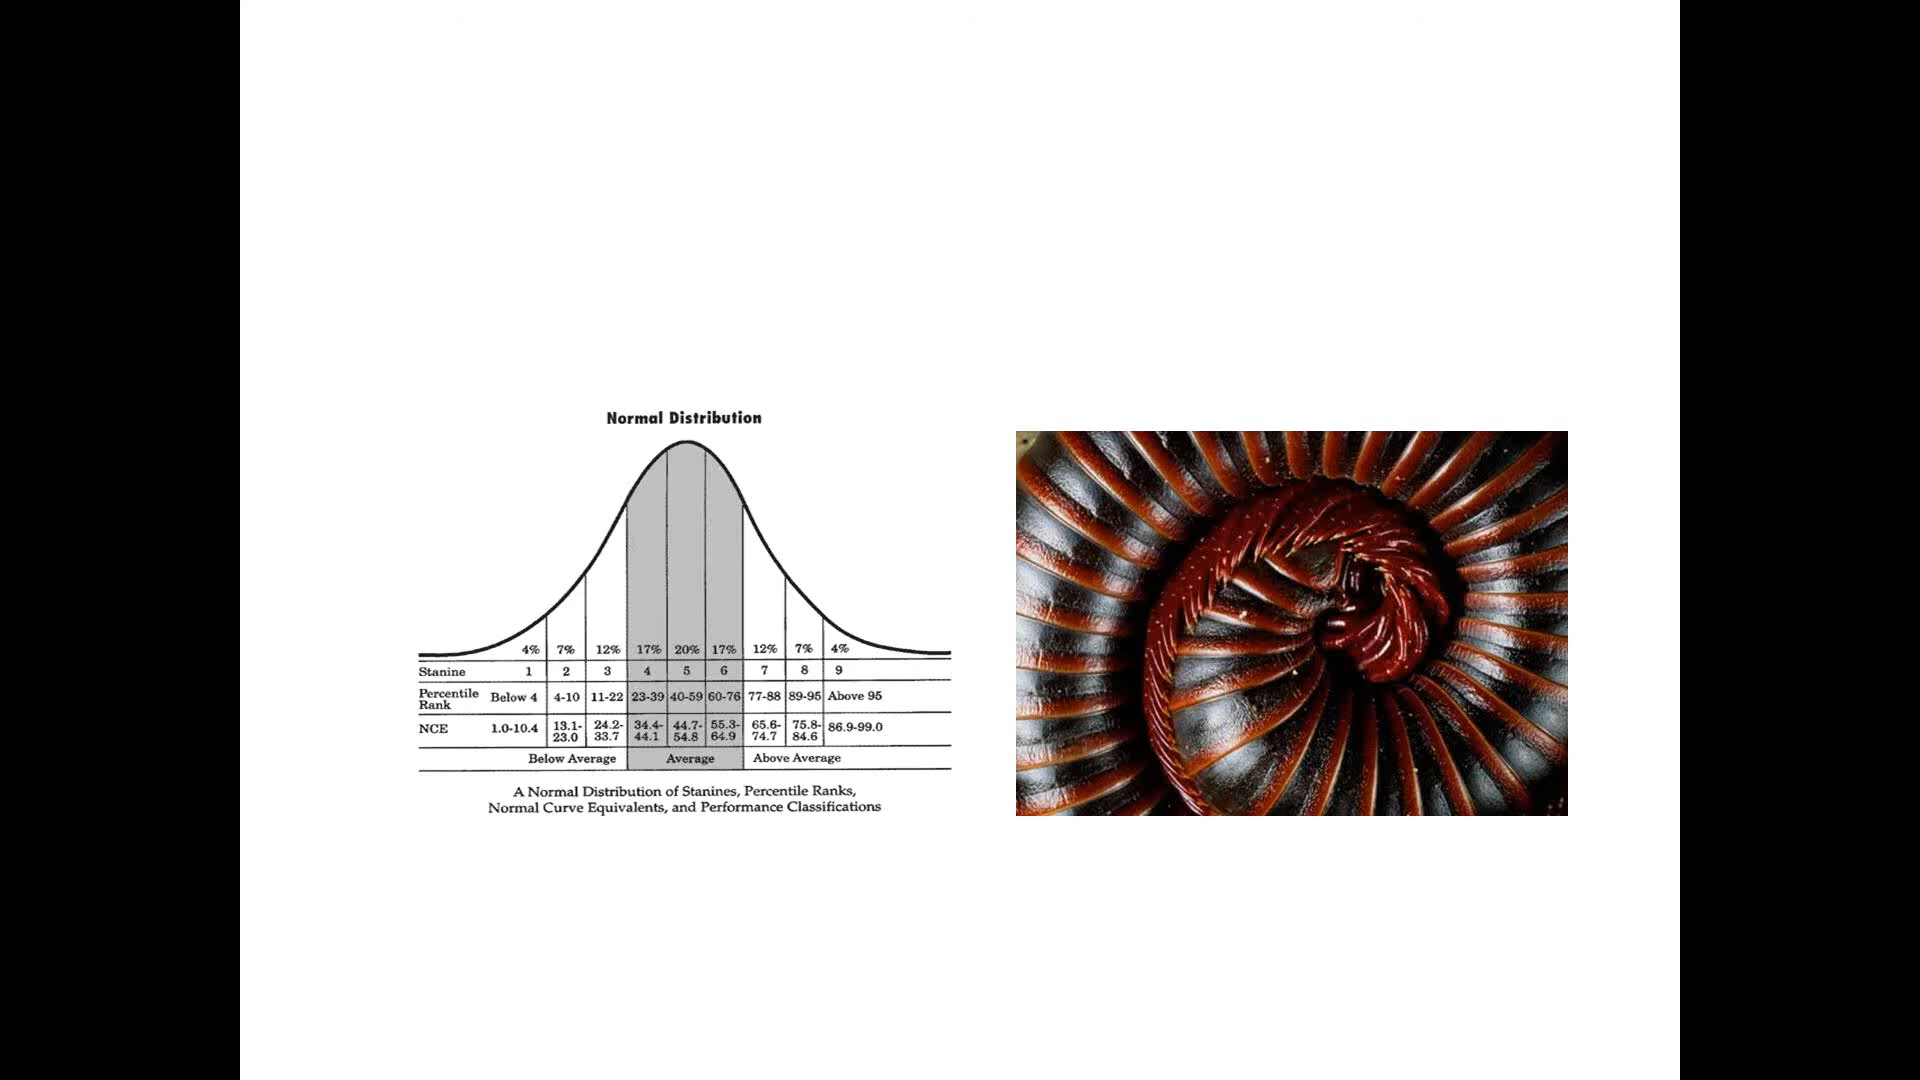 Normal Distribution
4% 7% 12% 17% 20% 17% 12% 7% 4%
Stanine 1 2 3 4 5 6 7 8 9
Percentile
Rank
Below 4 4-10 11-22 23-39 40-59 60-76 77-88 89-95 Above 95
NCE 1.0-10.4 13.1-23.0 24.2-33.7 34.4-44.1 44.7-54.8 55.3-64.9 65.6-74.7 75.8-84.6 86.9-99.0
Below Average Average Above Average
A Normal Distribution of Stanines, Percentile Ranks,
Normal Curve Equivalents, and Performance Classifications